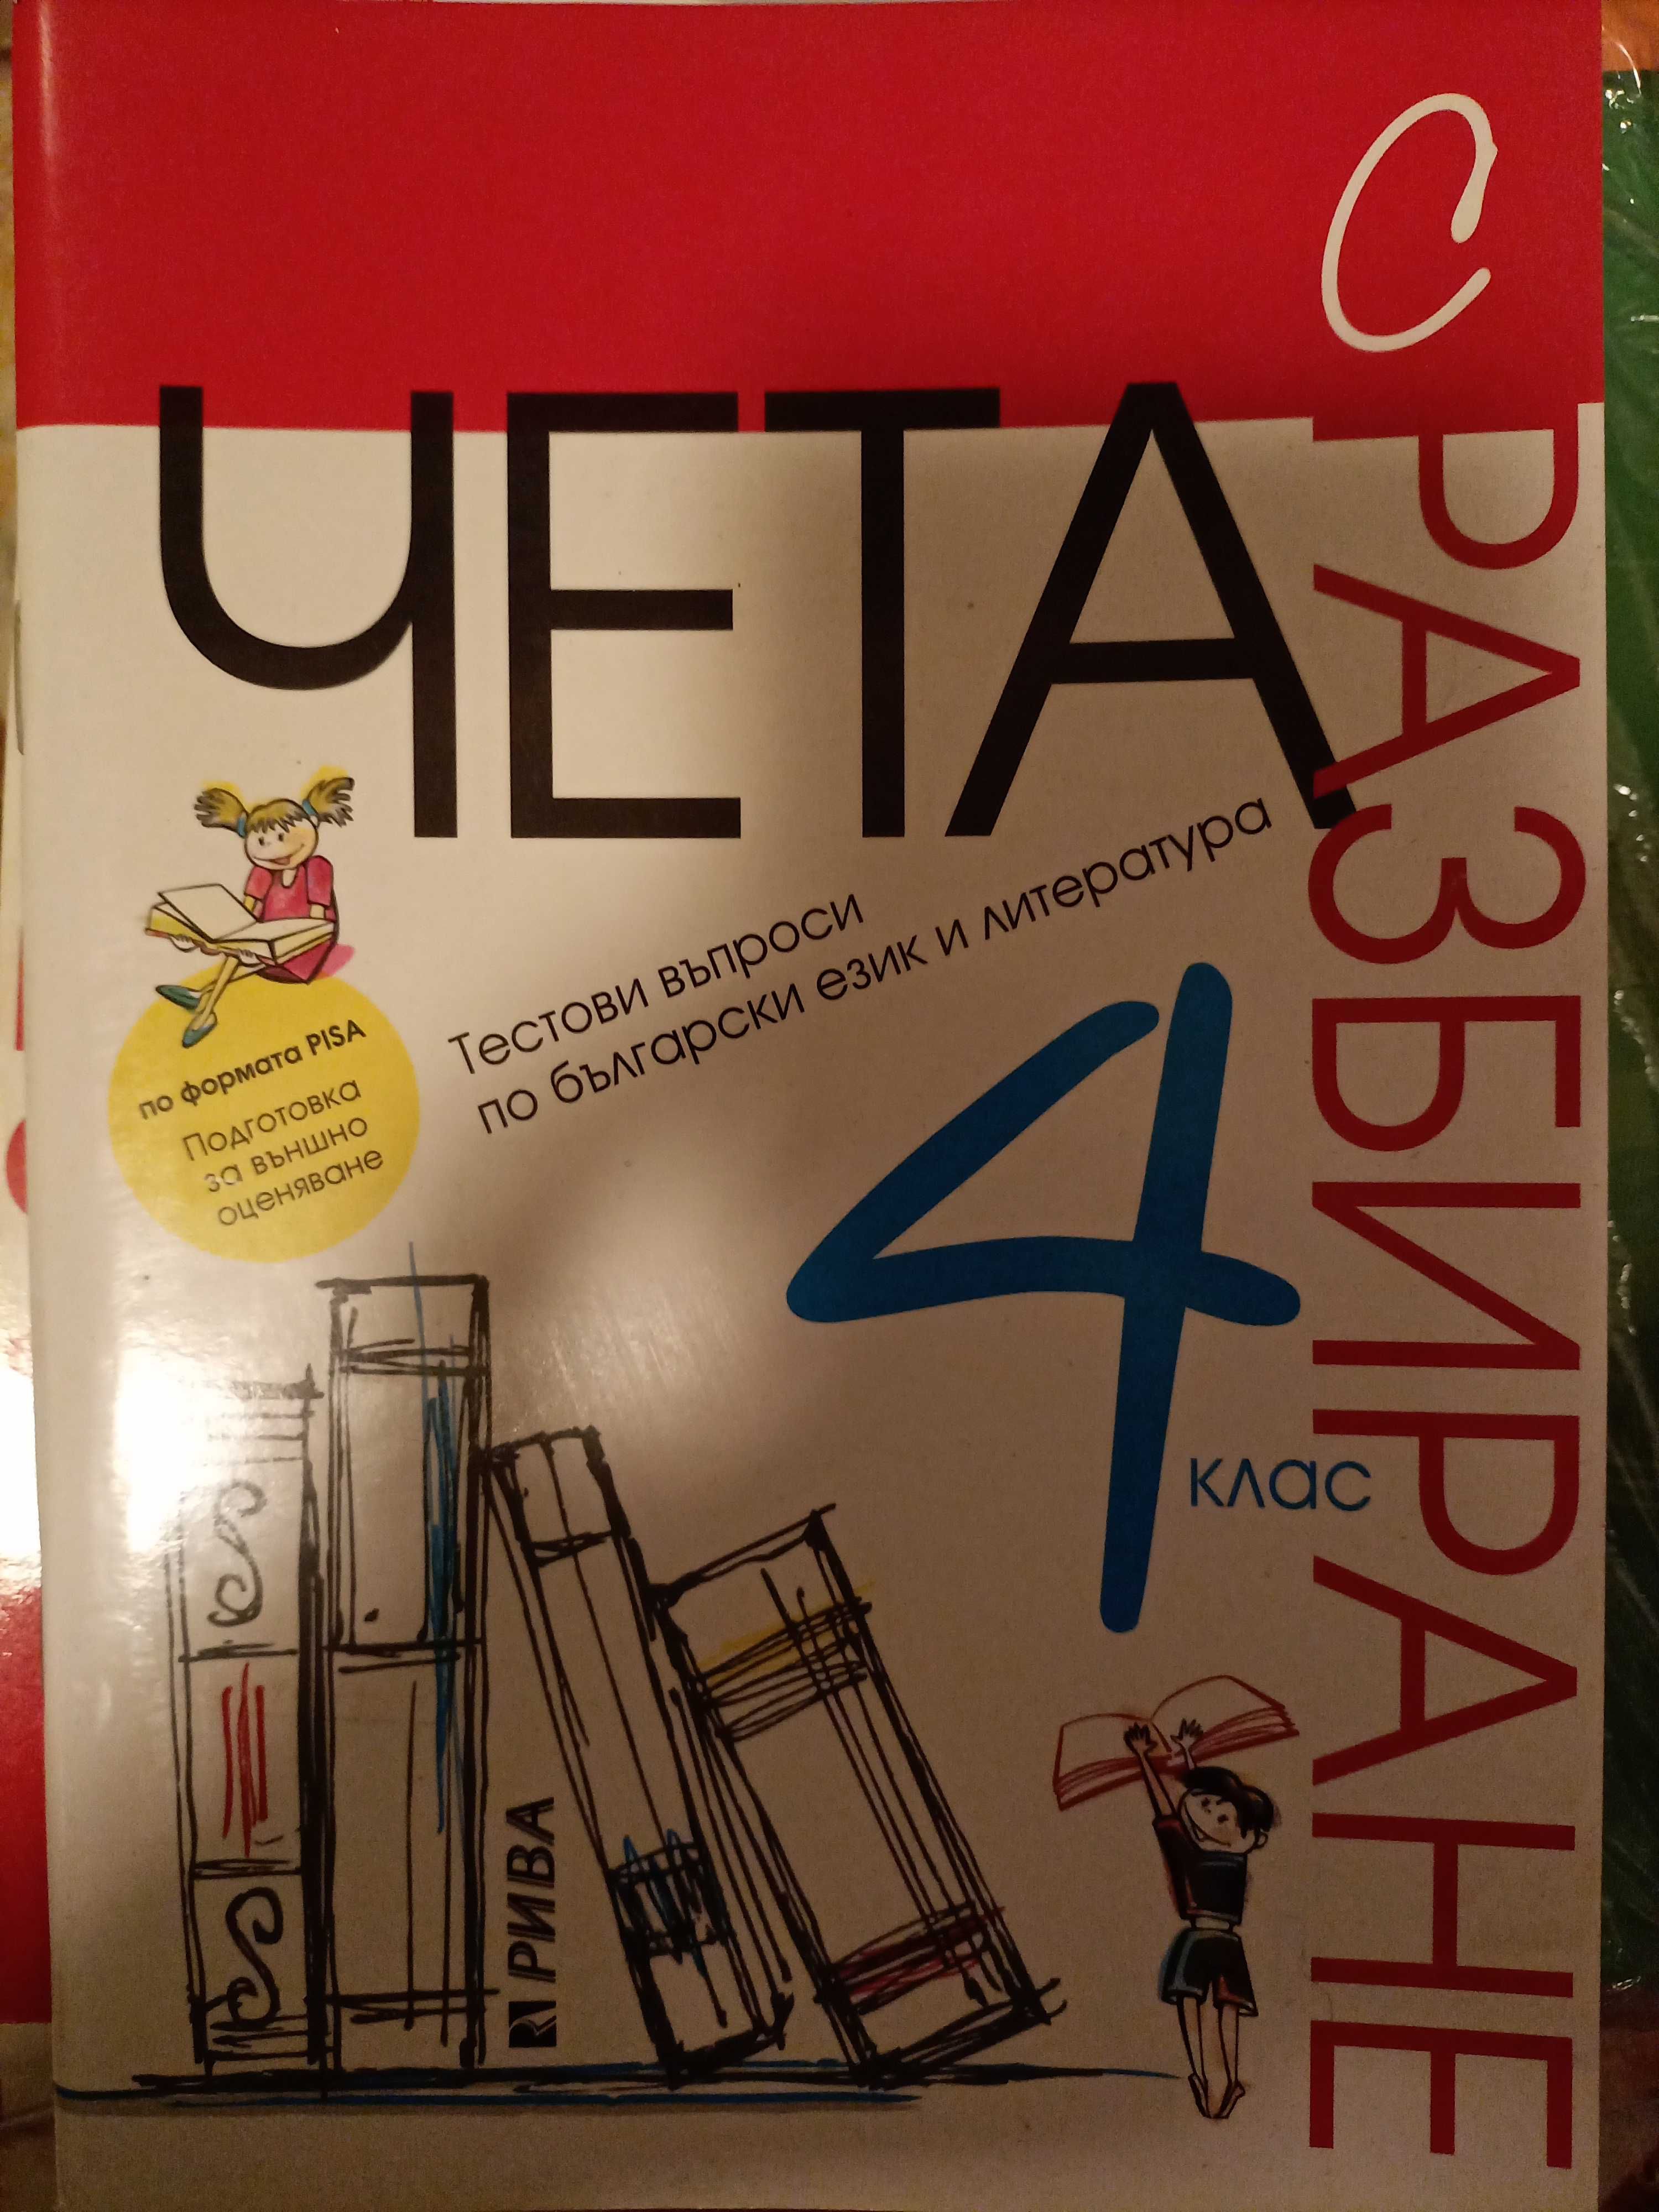 ЧЕТА
С
РАЗБИРАНЕ
Тестови въпроси
по български език и литература
по формата PISA
Подготовка
за външно
оценяване
4
клас
РИВА